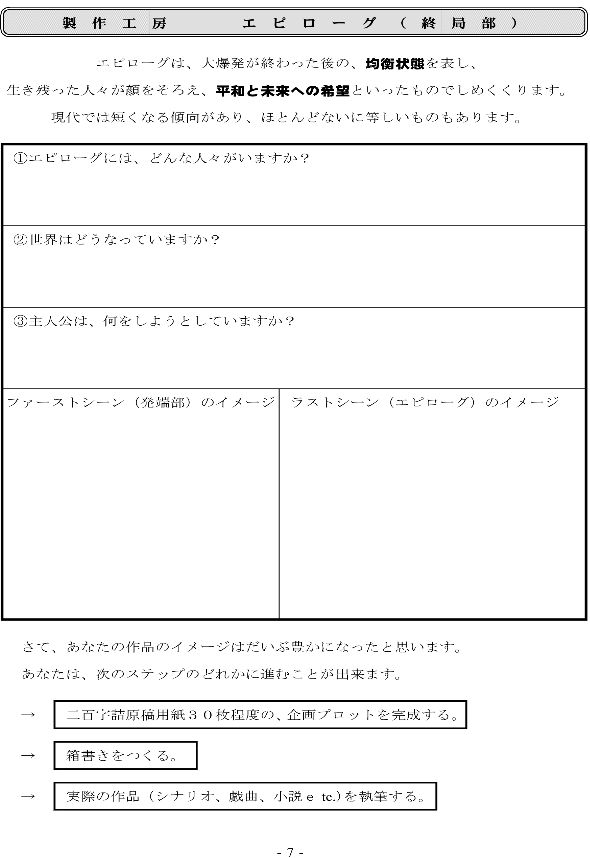 製作工房　　エピローグ（終局部）
エピローグは、大爆発が終わった後の、均衡状態を表し、
生き残った人々が顔をそろえ、平和と未来への希望といったものでしめくくります。
現代では短くなる傾向があり、ほとんどないに等しいものもあります。
①エピローグには、どんな人々がいますか？
②世界はどうなっていますか？
③主人公は、何をしようとしていますか？
ファーストシーン（発端部）のイメージ
ラストシーン（エピローグ）のイメージ
さて、あなたの作品のイメージはだいぶ豊かになったと思います。
あなたは、次のステップのどれかに進むことが出来ます。
→ 二百字詰原稿用紙３０枚程度の、企画プロットを完成する。
→ 箱書きをつくる。
→ 実際の作品（シナリオ、戯曲、小説ｅ tc.）を執筆する。
- 7 -